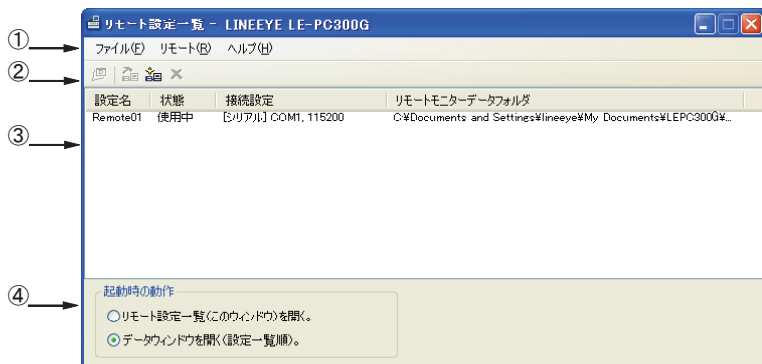 リモート設定一覧 - LINEEYE LE-PC300G
① ファイル(F) リモート(R) ヘルプ(H)
②
設定名 状態 接続設定 リモートモニターデータフォルダ
Remote01 使用中 [シリアル] COM1, 115200 C:¥Documents and Settings¥lineeye¥My Documents¥LEPC300G¥...
③
④ 起動時の動作
リモート設定一覧(このウィンドウ)を開く。
データウィンドウを開く(設定一覧順)。